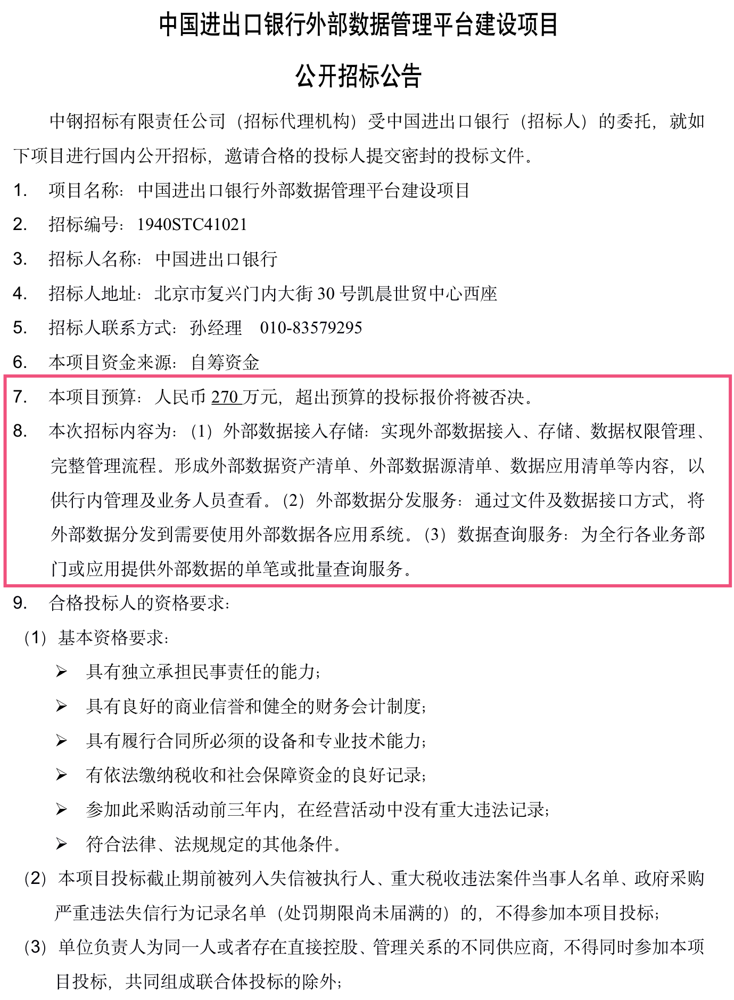 中国进出口银行外部数据管理平台建设项目
公开招标公告
中钢招标有限责任公司（招标代理机构）受中国进出口银行（招标人）的委托，就如
下项目进行国内公开招标，邀请合格的投标人提交密封的投标文件。
1. 项目名称：中国进出口银行外部数据管理平台建设项目
2. 招标编号：1940STC41021
3. 招标人名称：中国进出口银行
4. 招标人地址：北京市复兴门内大街 30 号凯晨世贸中心西座
5. 招标人联系方式：孙经理 010-83579295
6. 本项目资金来源：自筹资金
7. 本项目预算：人民币 270 万元，超出预算的投标报价将被否决。
8. 本次招标内容为：（1）外部数据接入存储：实现外部数据接入、存储、数据权限管理、
完整管理流程。形成外部数据资产清单、外部数据源清单、数据应用清单等内容，以
供行内管理及业务人员查看。（2）外部数据分发服务：通过文件及数据接口方式，将
外部数据分发到需要使用外部数据各应用系统。（3）数据查询服务：为全行各业务部
门或应用提供外部数据的单笔或批量查询服务。
9. 合格投标人的资格要求：
（1）基本资格要求：
➢ 具有独立承担民事责任的能力；
➢ 具有良好的商业信誉和健全的财务会计制度；
➢ 具有履行合同所必须的设备和专业技术能力；
➢ 有依法缴纳税收和社会保障资金的良好记录；
➢ 参加此采购活动前三年内，在经营活动中没有重大违法记录；
➢ 符合法律、法规规定的其他条件。
（2）本项目投标截止期前被列入失信被执行人、重大税收违法案件当事人名单、政府采购
严重违法失信行为记录名单（处罚期限尚未届满的）的，不得参加本项目投标；
（3）单位负责人为同一人或者存在直接控股、管理关系的不同供应商，不得同时参加本项
目投标，共同组成联合体投标的除外；